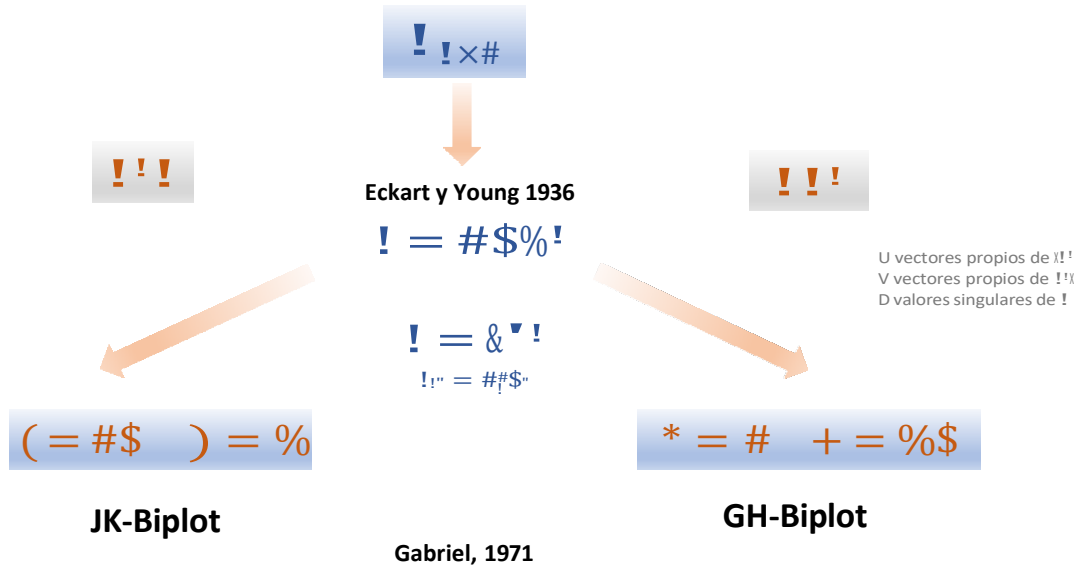 ! !×#
! ! !
Eckart y Young 1936
! ! !
! = #$%!
U vectores propios de X!!
V vectores propios de !!X
D valores singulares de !
! = &" !
!!" = #!#$"
( = #$ ) = %
* = # + = %$
JK-Biplot
GH-Biplot
Gabriel, 1971